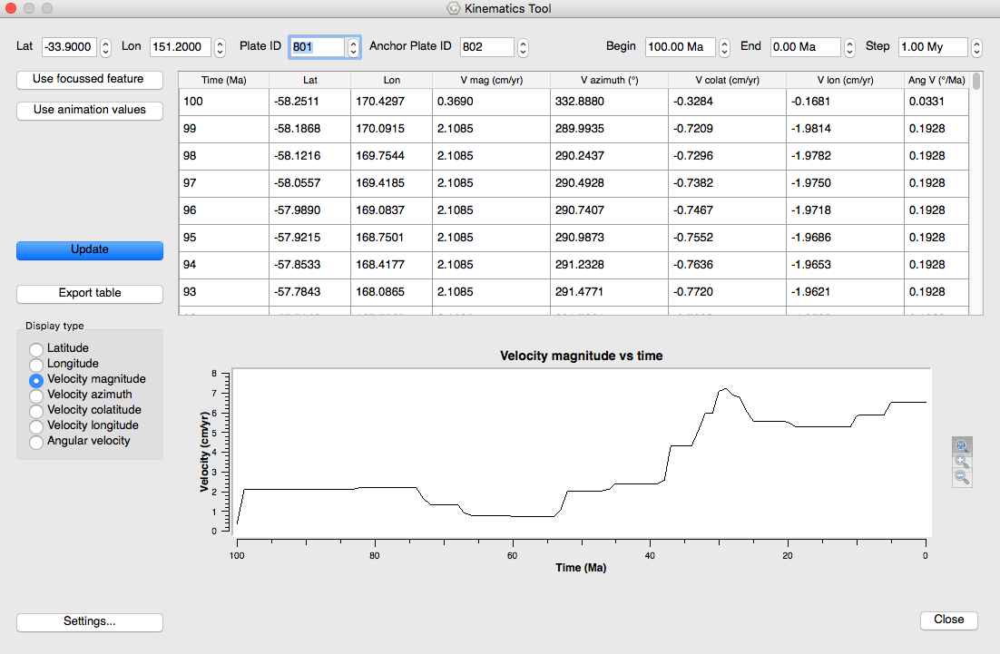 Kinematics Tool
Lat -33.9000 Lon 151.2000 Plate ID 801 Anchor Plate ID 802 Begin 100.00 Ma End 0.00 Ma Step 1.00 My
Use focussed feature
Use animation values
Update
Export table
Time (Ma) Lat Lon V mag (cm/yr) V azimuth (°) V colat (cm/yr) V lon (cm/yr) Ang V (°/Ma)
100 -58.2511 170.4297 0.3690 332.8880 -0.3284 -0.1681 0.0331
99 -58.1868 170.0915 2.1085 289.9935 -0.7209 -1.9814 0.1928
98 -58.1216 169.7544 2.1085 290.2437 -0.7296 -1.9782 0.1928
97 -58.0557 169.4185 2.1085 290.4928 -0.7382 -1.9750 0.1928
96 -57.9890 169.0837 2.1085 290.7407 -0.7467 -1.9718 0.1928
95 -57.9215 168.7501 2.1085 290.9873 -0.7552 -1.9686 0.1928
94 -57.8533 168.4177 2.1085 291.2328 -0.7636 -1.9653 0.1928
93 -57.7843 168.0865 2.1085 291.4771 -0.7720 -1.9621 0.1928
Display type
Latitude
Longitude
Velocity magnitude
Velocity azimuth
Velocity colatitude
Velocity longitude
Angular velocity
Velocity magnitude vs time
Velocity (cm/yr)
8
7
6
5
4
3
2
1
0
100 80 60 40 20 0
Time (Ma)
Settings...
Close